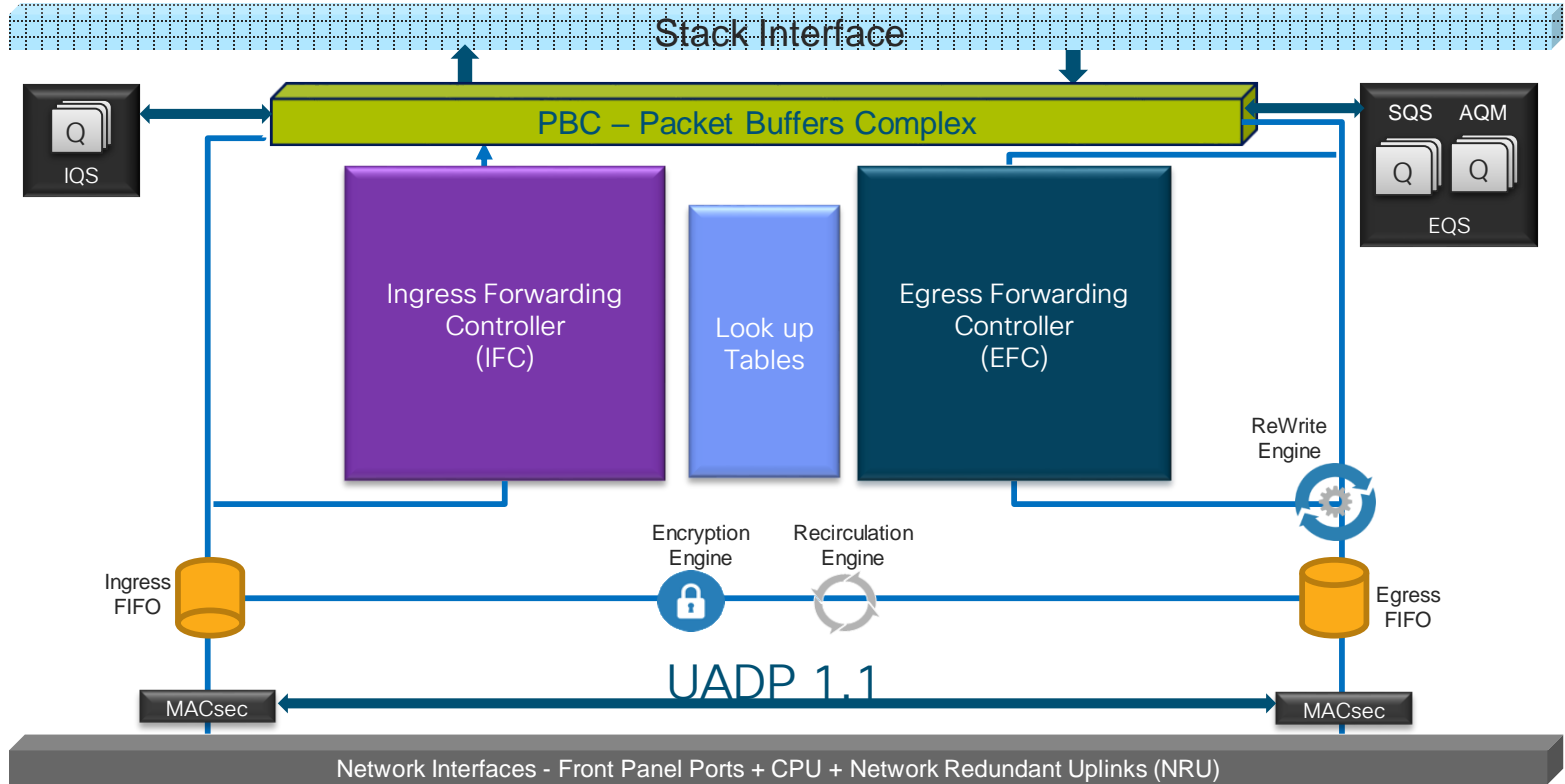 Stack Interface
PBC – Packet Buffers Complex
Q
IQS
SQS AQM
Q Q
EQS
Ingress Forwarding
Controller
(IFC)
Look up
Tables
Egress Forwarding
Controller
(EFC)
ReWrite
Engine
Encryption
Engine
Recirculation
Engine
Ingress
FIFO
Egress
FIFO
UADP 1.1
MACsec
MACsec
Network Interfaces - Front Panel Ports + CPU + Network Redundant Uplinks (NRU)